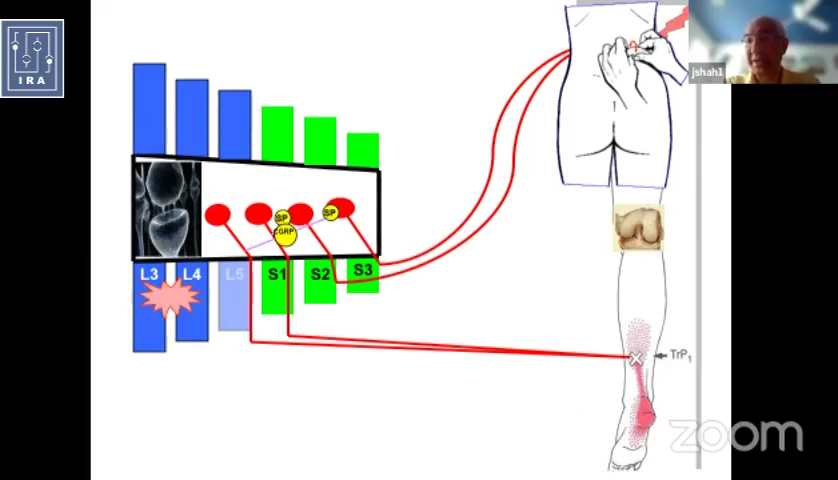 IRA
jshah1
SP
SP
CGRP
L3 L4 L5 S1 S2 S3
TrP1
zoom